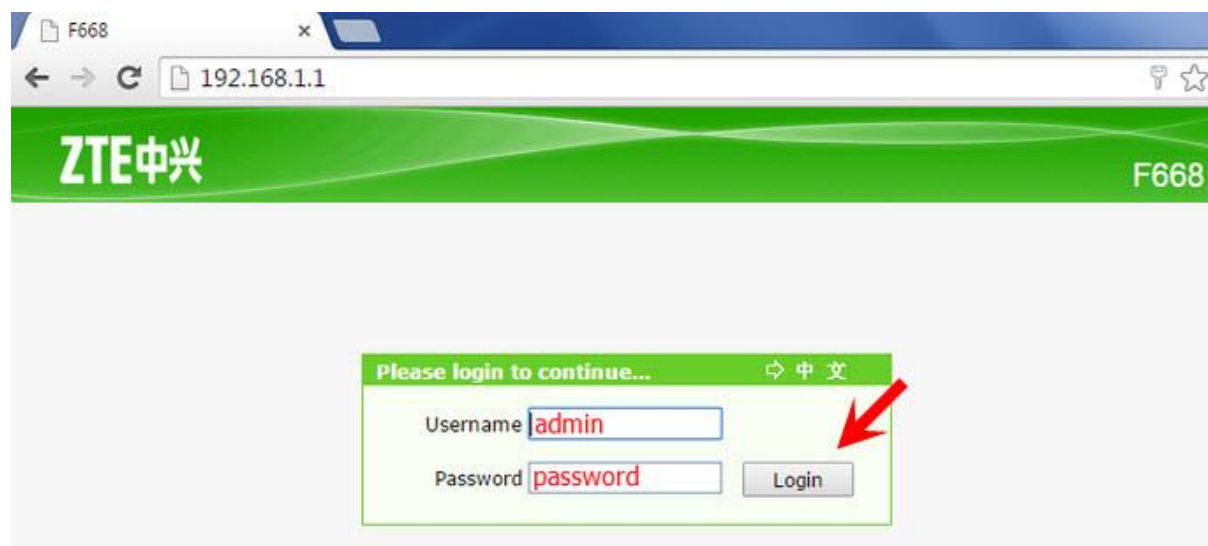 F668
192.168.1.1
ZTE中兴
F668
Please login to continue... ⇨ 中 文
Username admin
Password password Login